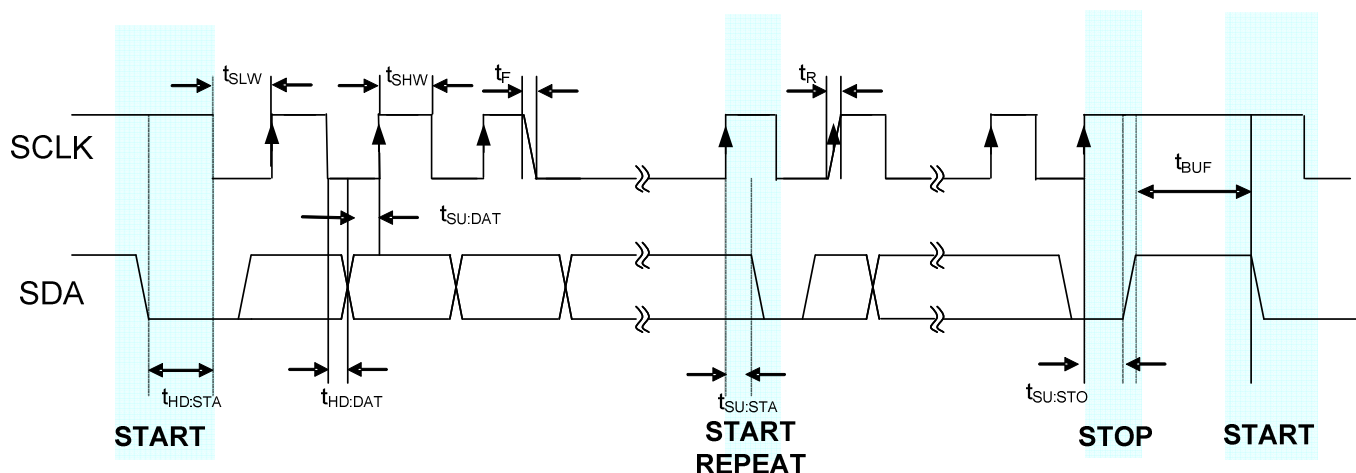 tSLW
tSHW
tF
tR
SCLK
tBUF
tSU:DAT
SDA
tHD:STA
tHD:DAT
tSU:STA
tSU:STO
START
START
REPEAT
STOP
START